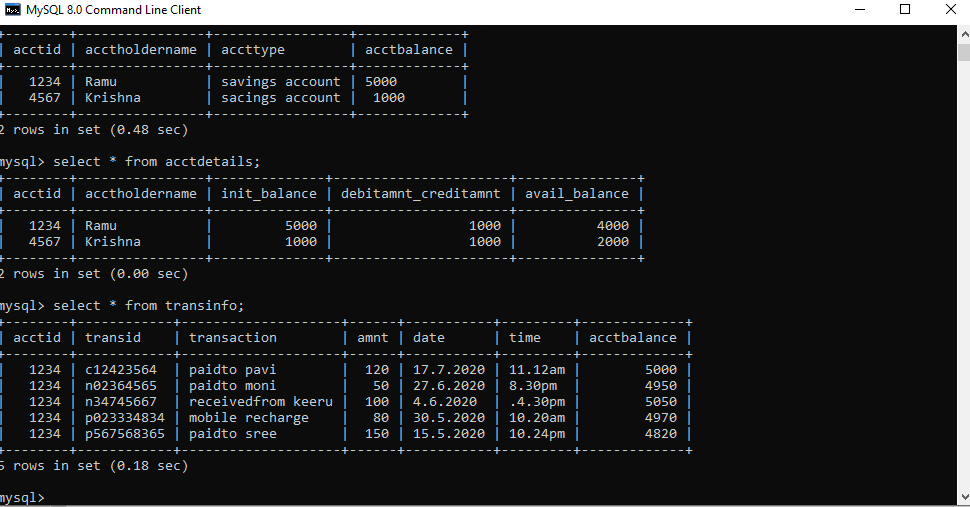 MySQL 8.0 Command Line Client
+--------+----------------+-----------------+-------------+
| acctid | acctholdername | accttype        | acctbalance |
+--------+----------------+-----------------+-------------+
|   1234 | Ramu           | savings account | 5000        |
|   4567 | Krishna        | sacings account |  1000       |
+--------+----------------+-----------------+-------------+
2 rows in set (0.48 sec)
mysql> select * from acctdetails;
+--------+----------------+--------------+---------------------+---------------+
| acctid | acctholdername | init_balance | debitamnt_creditamnt | avail_balance |
+--------+----------------+--------------+---------------------+---------------+
|   1234 | Ramu           |         5000 |                 1000 |          4000 |
|   4567 | Krishna        |         1000 |                 1000 |          2000 |
+--------+----------------+--------------+---------------------+---------------+
2 rows in set (0.00 sec)
mysql> select * from transinfo;
+--------+------------+--------------------+------+-----------+---------+-------------+
| acctid | transid    | transaction        | amnt | date      | time    | acctbalance |
+--------+------------+--------------------+------+-----------+---------+-------------+
|   1234 | c12423564  | paidto pavi        |  120 | 17.7.2020 | 11.12am |        5000 |
|   1234 | n02364565  | paidto moni        |   50 | 27.6.2020 | 8.30pm  |        4950 |
|   1234 | n34745667  | receivedfrom keeru |  100 | 4.6.2020  | .4.30pm |        5050 |
|   1234 | p023334834 | mobile recharge    |   80 | 30.5.2020 | 10.20am |        4970 |
|   1234 | p567568365 | paidto sree        |  150 | 15.5.2020 | 10.24pm |        4820 |
+--------+------------+--------------------+------+-----------+---------+-------------+
5 rows in set (0.18 sec)
mysql>